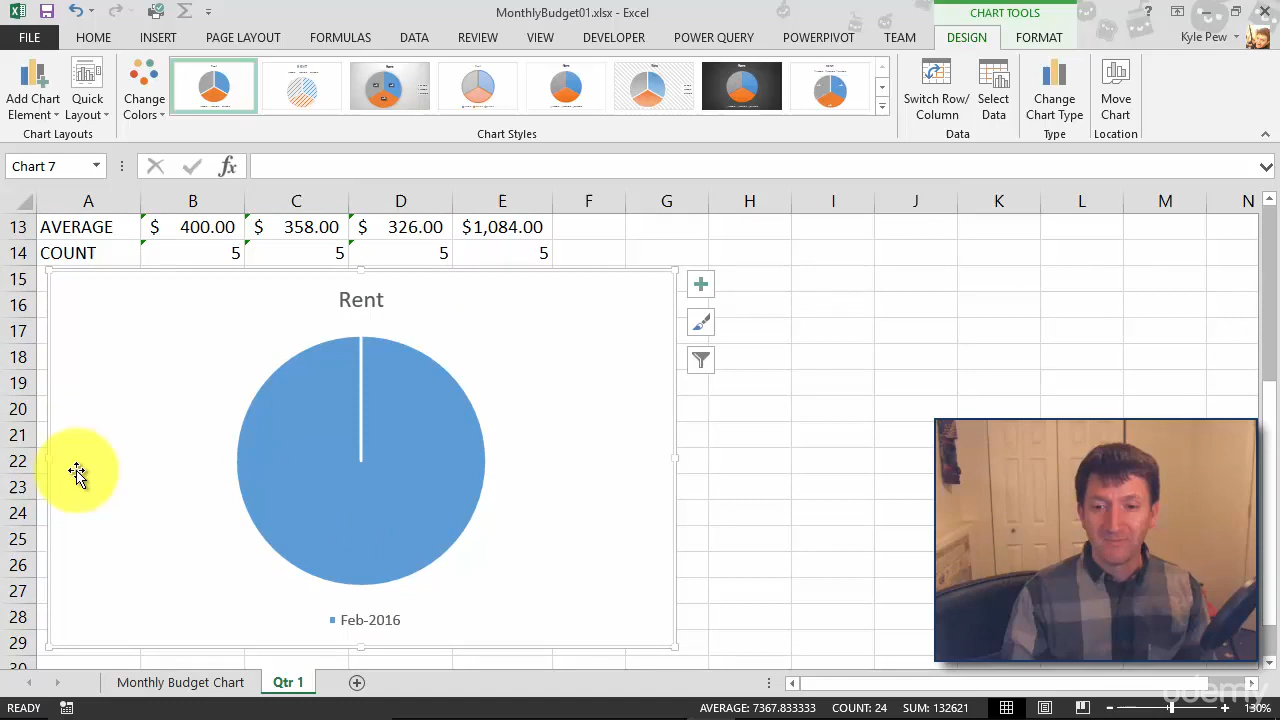 MonthlyBudget01.xlsx - Excel
CHART TOOLS
FILE HOME INSERT PAGE LAYOUT FORMULAS DATA REVIEW VIEW DEVELOPER POWER QUERY POWERPIVOT TEAM DESIGN FORMAT Kyle Pew
Add Chart Element
Quick Layout
Change Colors
Switch Row/ Column
Select Data
Change Chart Type
Move Chart
Chart Layouts Chart Styles Data Type Location
Chart 7 fx
A B C D E F G H I J K L M N
13 AVERAGE $ 400.00 $ 358.00 $ 326.00 $1,084.00
14 COUNT 5 5 5 5
15
16 Rent
17
18
19
20
21
22
23
24
25
26
27
28 Feb-2016
29
30
Monthly Budget Chart Qtr 1
udemy
READY AVERAGE: 7367.833333 COUNT: 24 SUM: 132621 130%